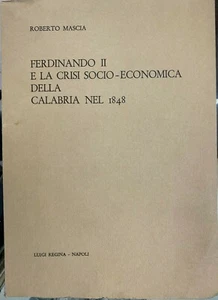 ROBERTO MASCIA
FERDINANDO II
E LA CRISI SOCIO-ECONOMICA
DELLA
CALABRIA NEL 1848
LUIGI REGINA - NAPOLI